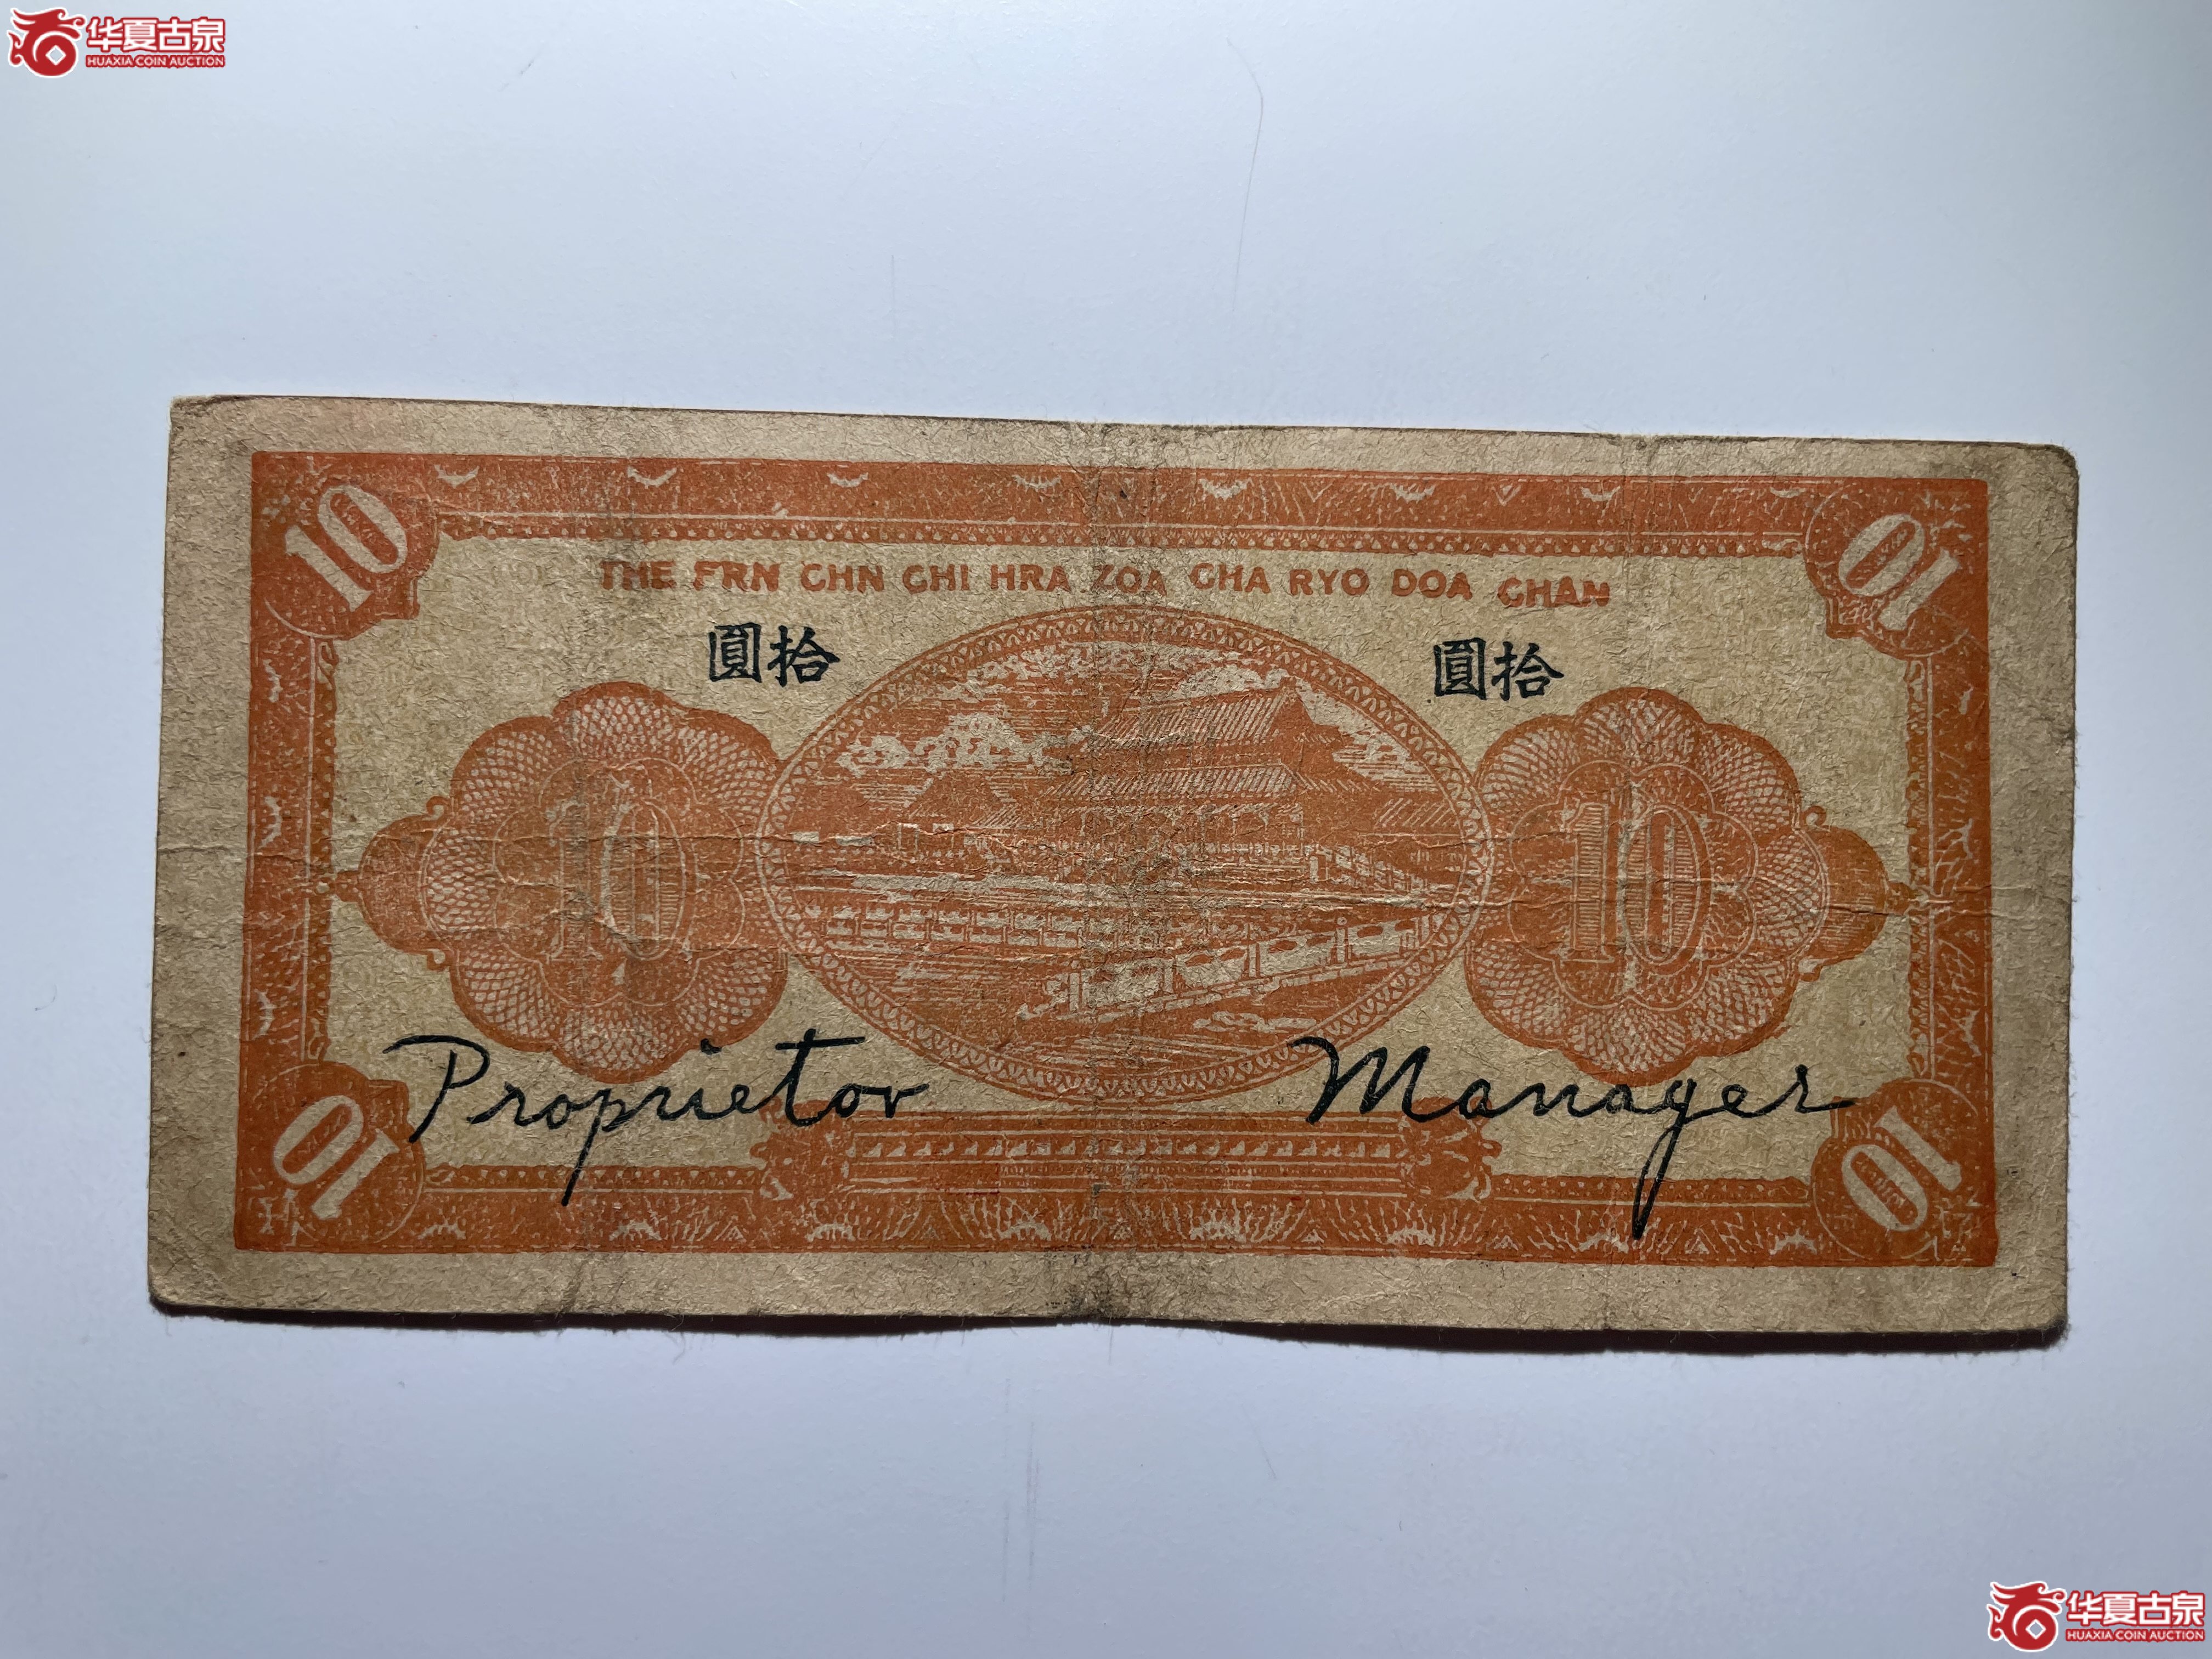 华夏古泉
HUAXIA COIN AUCTION
10
10
THE FRN CHN CHI HRA ZOA CHA RYO DOA CHAN
圓拾
圓拾
10
10
Proprietor
Manager
10
10
华夏古泉
HUAXIA COIN AUCTION